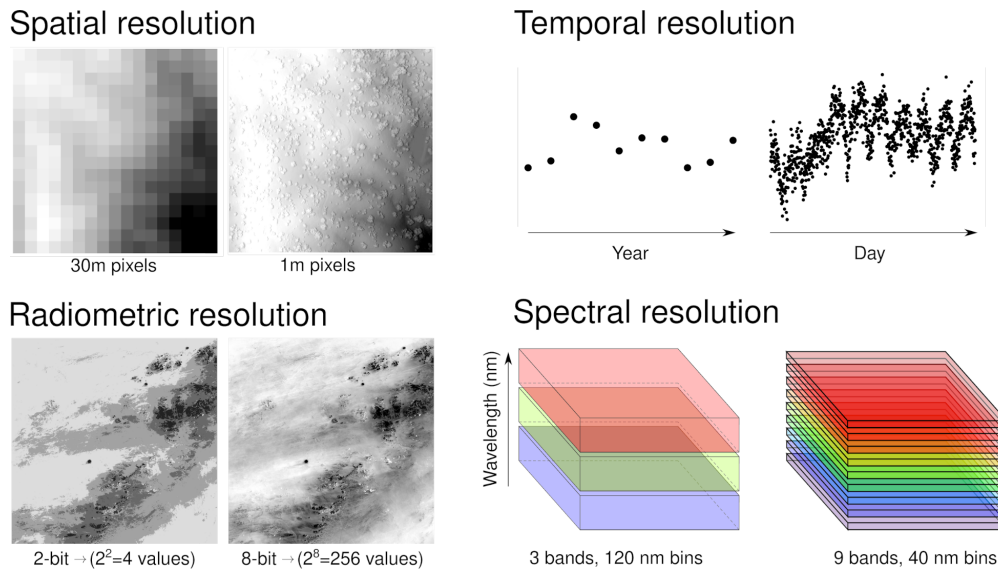 Spatial resolution
30m pixels
1m pixels
Temporal resolution
Year
Day
Radiometric resolution
2-bit →(2²=4 values)
8-bit →(2⁸=256 values)
Spectral resolution
Wavelength (nm)
3 bands, 120 nm bins
9 bands, 40 nm bins